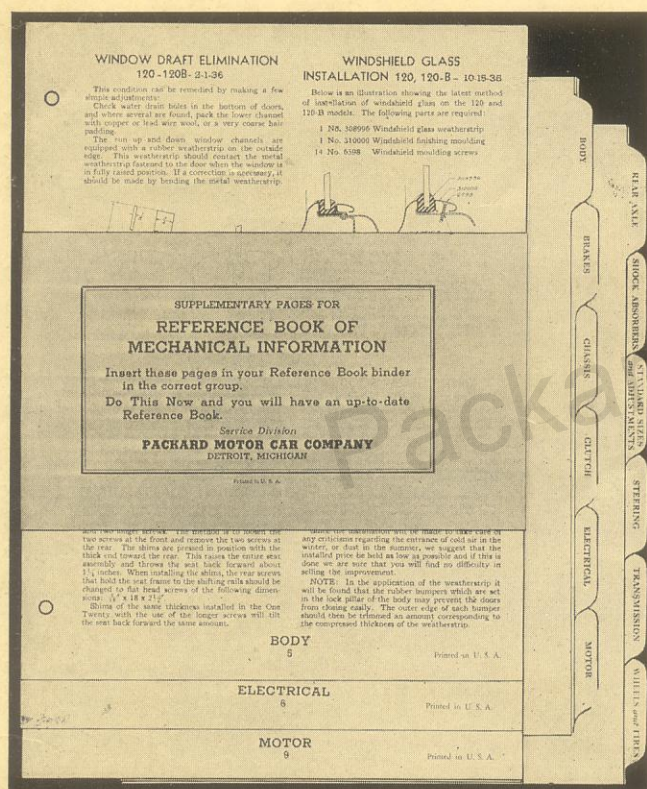 WINDOW DRAFT ELIMINATION
120-120B- 2-1-36
This condition can be remedied by making a few
simple adjustments:
Check water drain holes in the bottom of doors,
and where several are found, pack the lower channel
with copper or lead wire wool, or a very coarse hair
padding.
The run up and down window channels are
equipped with a rubber weatherstrip on the outside
edge. This weatherstrip should contact the metal
weatherstrip fastened to the door when the window is
in fully raised position. If a correction is necessary, it
should be made by bending the metal weatherstrip.
WINDSHIELD GLASS
INSTALLATION 120, 120-B - 10-15-36
Below is an illustration showing the latest method
of installation of windshield glass on the 120 and
120-B models. The following parts are required:
1 No. 308996 Windshield glass weatherstrip
1 No. 310000 Windshield finishing moulding
14 No. 6598 Windshield moulding screws
SUPPLEMENTARY PAGES FOR
REFERENCE BOOK OF
MECHANICAL INFORMATION
Insert these pages in your Reference Book binder
in the correct group.
Do This Now and you will have an up-to-date
Reference Book.
Service Division
PACKARD MOTOR CAR COMPANY
DETROIT, MICHIGAN
Printed in U. S. A.
and two longer screws. The method is to loosen the
two screws at the front and remove the two screws at
the rear. The shims are pressed in position with the
thick end toward the rear. This raises the entire seat
assembly and throws the seat back forward about
inches. When installing the shims, the rear screws
that hold the seat frame to the shifting rails should be
changed to flat head screws of the following dimen-
sions:
Shims of the same thickness installed in the One
Twenty with the use of the longer screws will tilt
the seat back forward the same amount.
the installation will be made to take care of
any criticisms regarding the entrance of cold air in the
winter, or dust in the summer, we suggest that the
installed price be held as low as possible and if this is
done we are sure that you will find no difficulty in
selling the improvement.
NOTE: In the application of the weatherstrip it
will be found that the rubber bumpers which are set
in the lock pillar of the body may prevent the doors
from closing easily. The outer edge of each bumper
should then be trimmed an amount corresponding to
the compressed thickness of the weatherstrip.
BODY
5
Printed in U. S. A.
ELECTRICAL
8
Printed in U. S. A.
MOTOR
9
Printed in U. S. A.
BODY
BRAKES
CHASSIS
CLUTCH
ELECTRICAL
MOTOR
REAR AXLE
SHOCK ABSORBERS
STANDARD SIZES
and ADJUSTMENTS
STEERING
TRANSMISSION
WHEELS and TIRES
Packa